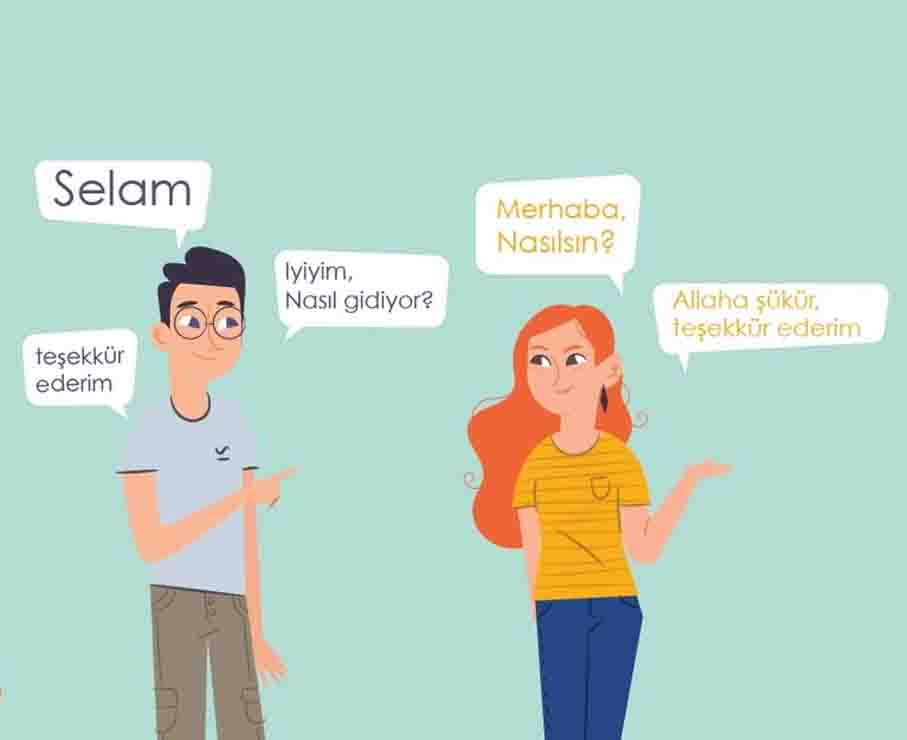 Selam
Merhaba,
Nasılsın?
Iyiyim,
Nasıl gidiyor?
Allaha şükür,
teşekkür ederim
teşekkür
ederim